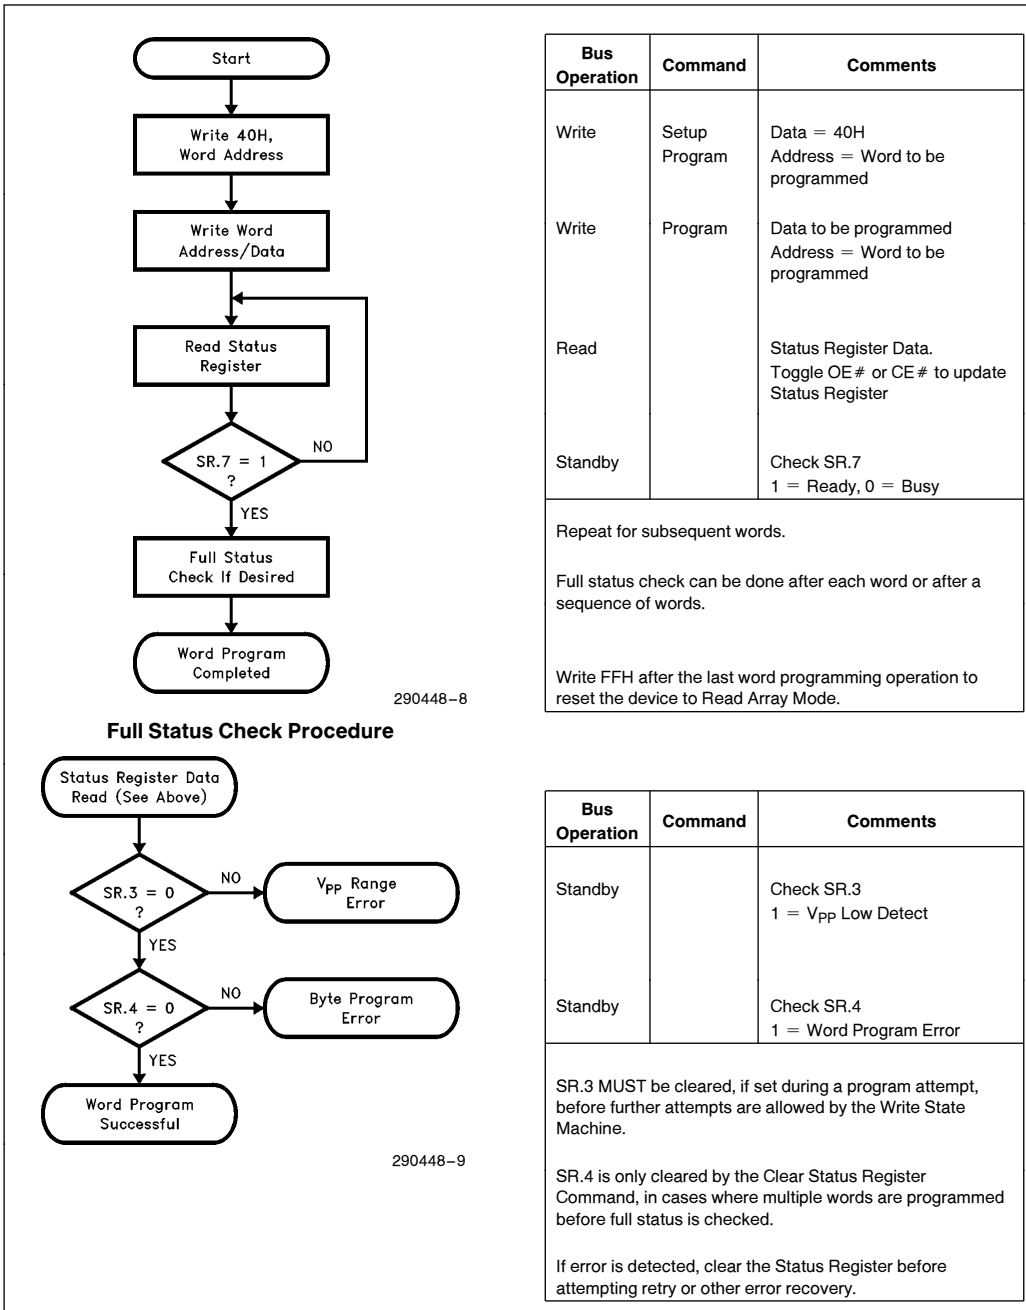 Start
Write 40H,
Word Address
Write Word
Address/Data
Read Status
Register
SR.7 = 1
?
NO
YES
Full Status
Check If Desired
Word Program
Completed
290448–8
Bus
Operation
Command
Comments
Write
Setup
Program
Data = 40H
Address = Word to be
programmed
Write
Program
Data to be programmed
Address = Word to be
programmed
Read
Status Register Data.
Toggle OE# or CE# to update
Status Register
Standby
Check SR.7
1 = Ready, 0 = Busy
Repeat for subsequent words.
Full status check can be done after each word or after a
sequence of words.
Write FFH after the last word programming operation to
reset the device to Read Array Mode.
Full Status Check Procedure
Status Register Data
Read (See Above)
SR.3 = 0
?
NO
VPP Range
Error
YES
SR.4 = 0
?
NO
Byte Program
Error
YES
Word Program
Successful
290448–9
Bus
Operation
Command
Comments
Standby
Check SR.3
1 = VPP Low Detect
Standby
Check SR.4
1 = Word Program Error
SR.3 MUST be cleared, if set during a program attempt,
before further attempts are allowed by the Write State
Machine.
SR.4 is only cleared by the Clear Status Register
Command, in cases where multiple words are programmed
before full status is checked.
If error is detected, clear the Status Register before
attempting retry or other error recovery.